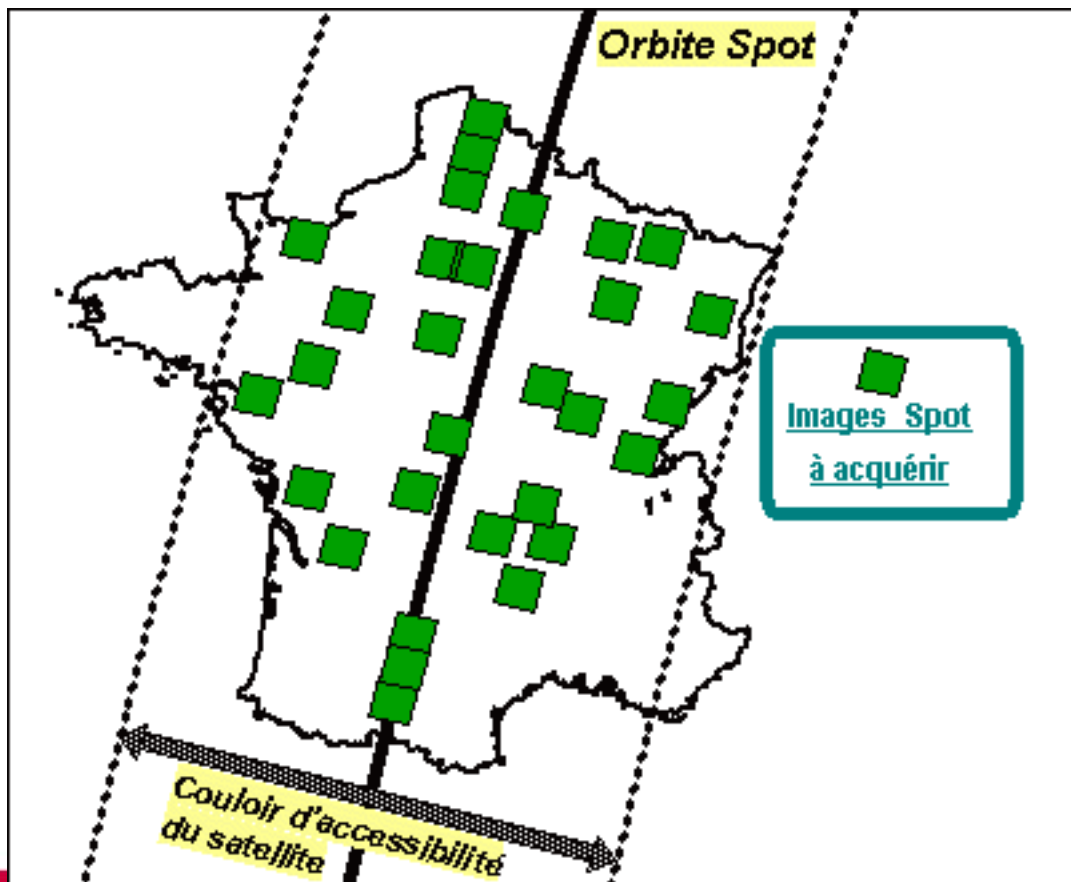 Orbite Spot
Images Spot
à acquérir
Couloir d'accessibilité
du satellite